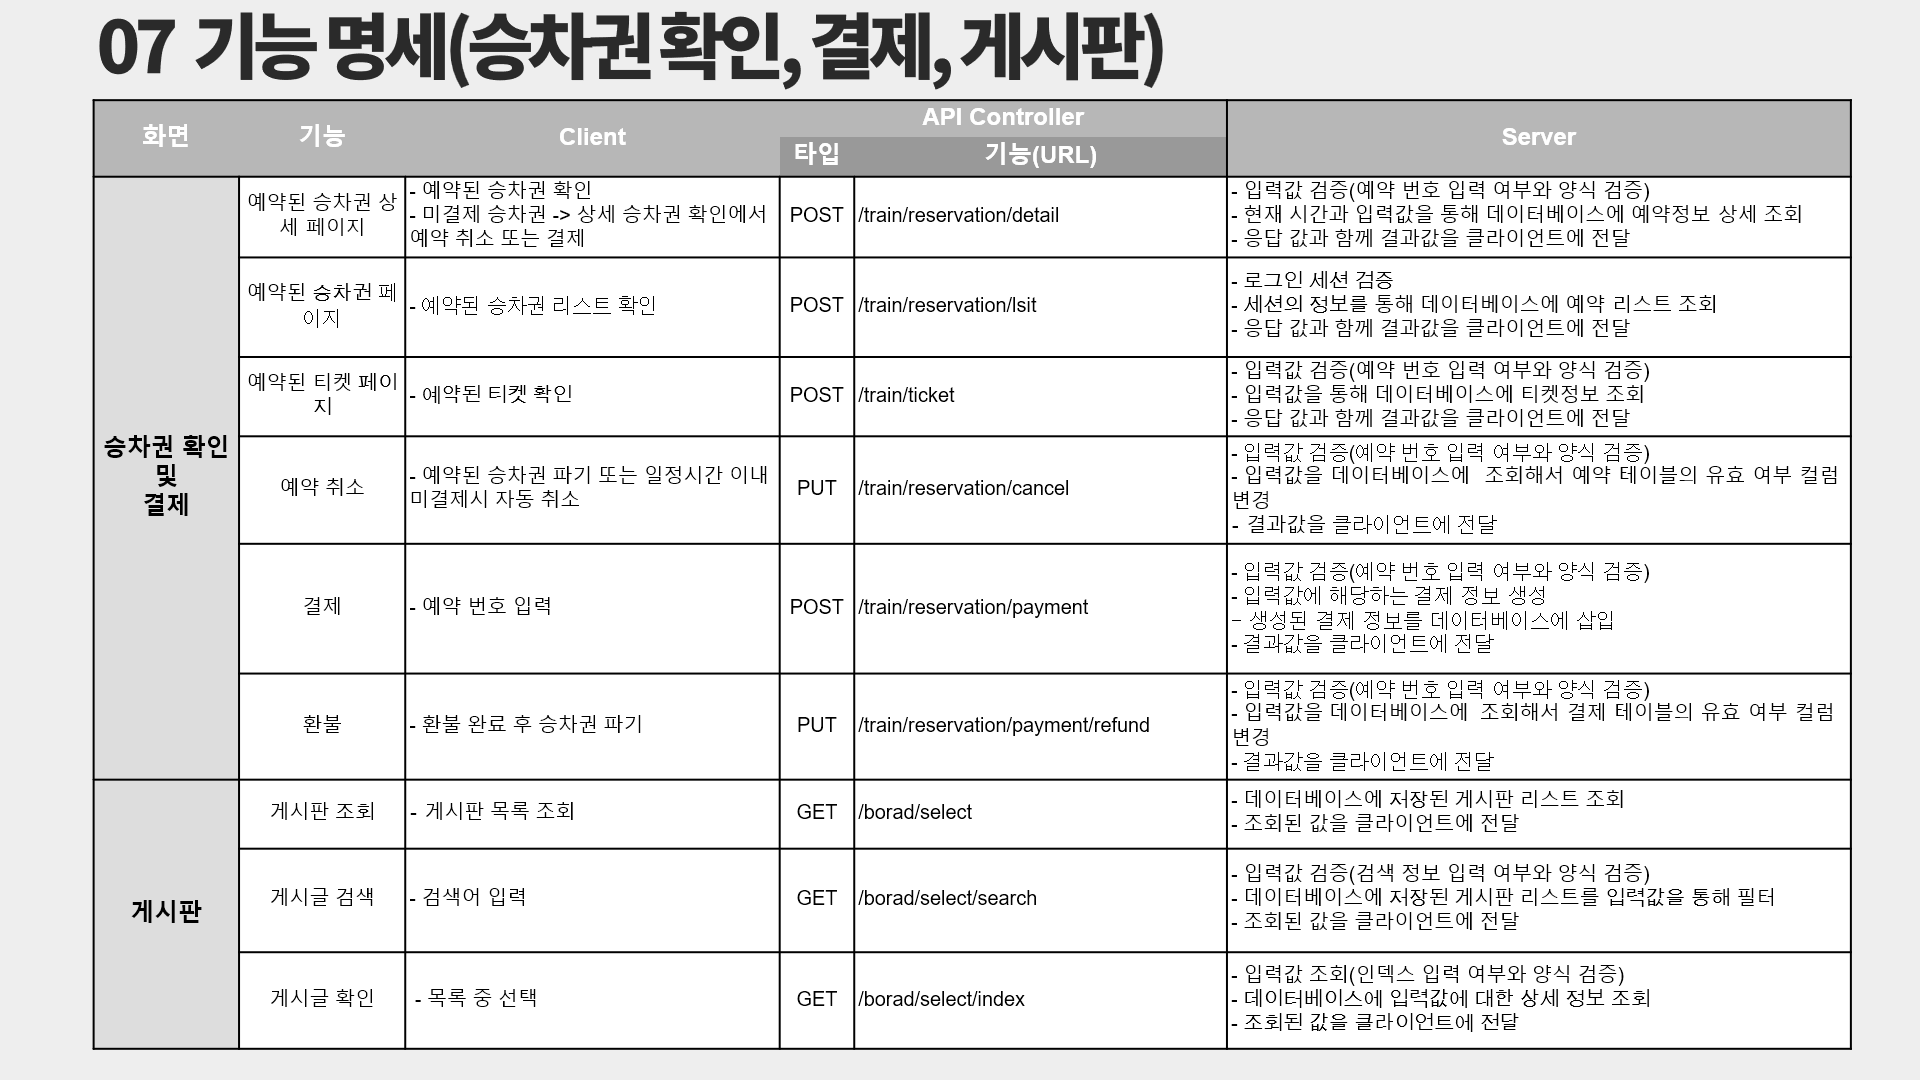 07 기능 명세(승차권 확인, 결제, 게시판)
화면
기능
Client
API Controller
타입
기능(URL)
Server
승차권 확인
및
결제
예약된 승차권 상
세 페이지
- 예약된 승차권 확인
- 미결제 승차권 -> 상세 승차권 확인에서
예약 취소 또는 결제
POST
/train/reservation/detail
- 입력값 검증(예약 번호 입력 여부와 양식 검증)
- 현재 시간과 입력값을 통해 데이터베이스에 예약정보 상세 조회
- 응답 값과 함께 결과값을 클라이언트에 전달
예약된 승차권 페
이지
- 예약된 승차권 리스트 확인
POST
/train/reservation/lsit
- 로그인 세션 검증
- 세션의 정보를 통해 데이터베이스에 예약 리스트 조회
- 응답 값과 함께 결과값을 클라이언트에 전달
예약된 티켓 페이
지
- 예약된 티켓 확인
POST
/train/ticket
- 입력값 검증(예약 번호 입력 여부와 양식 검증)
- 입력값을 통해 데이터베이스에 티켓정보 조회
- 응답 값과 함께 결과값을 클라이언트에 전달
예약 취소
- 예약된 승차권 파기 또는 일정시간 이내
미결제시 자동 취소
PUT
/train/reservation/cancel
- 입력값 검증(예약 번호 입력 여부와 양식 검증)
- 입력값을 데이터베이스에 조회해서 예약 테이블의 유효 여부 컬럼
변경
- 결과값을 클라이언트에 전달
결제
- 예약 번호 입력
POST
/train/reservation/payment
- 입력값 검증(예약 번호 입력 여부와 양식 검증)
- 입력값에 해당하는 결제 정보 생성
- 생성된 결제 정보를 데이터베이스에 삽입
- 결과값을 클라이언트에 전달
환불
- 환불 완료 후 승차권 파기
PUT
/train/reservation/payment/refund
- 입력값 검증(예약 번호 입력 여부와 양식 검증)
- 입력값을 데이터베이스에 조회해서 결제 테이블의 유효 여부 컬럼
변경
- 결과값을 클라이언트에 전달
게시판
게시판 조회
- 게시판 목록 조회
GET
/borad/select
- 데이터베이스에 저장된 게시판 리스트 조회
- 조회된 값을 클라이언트에 전달
게시글 검색
- 검색어 입력
GET
/borad/select/search
- 입력값 검증(검색 정보 입력 여부와 양식 검증)
- 데이터베이스에 저장된 게시판 리스트를 입력값을 통해 필터
- 조회된 값을 클라이언트에 전달
게시글 확인
- 목록 중 선택
GET
/borad/select/index
- 입력값 조회(인덱스 입력 여부와 양식 검증)
- 데이터베이스에 입력값에 대한 상세 정보 조회
- 조회된 값을 클라이언트에 전달